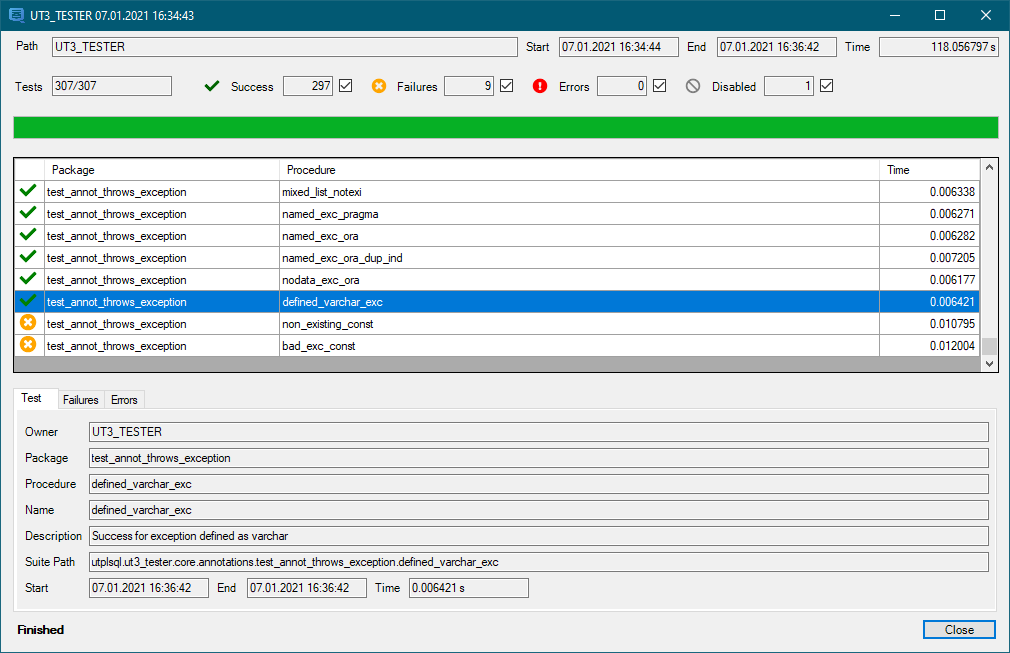 UT3_TESTER 07.01.2021 16:34:43
Path UT3_TESTER Start 07.01.2021 16:34:44 End 07.01.2021 16:36:42 Time 118.056797 s
Tests 307/307 Success 297 Failures 9 Errors 0 Disabled 1
Package Procedure Time
test_annot_throws_exception mixed_list_notexi 0.006338
test_annot_throws_exception named_exc_pragma 0.006271
test_annot_throws_exception named_exc_ora 0.006282
test_annot_throws_exception named_exc_ora_dup_ind 0.007205
test_annot_throws_exception nodata_exc_ora 0.006177
test_annot_throws_exception defined_varchar_exc 0.006421
test_annot_throws_exception non_existing_const 0.010795
test_annot_throws_exception bad_exc_const 0.012004
Test Failures Errors
Owner UT3_TESTER
Package test_annot_throws_exception
Procedure defined_varchar_exc
Name defined_varchar_exc
Description Success for exception defined as varchar
Suite Path utplsql.ut3_tester.core.annotations.test_annot_throws_exception.defined_varchar_exc
Start 07.01.2021 16:36:42 End 07.01.2021 16:36:42 Time 0.006421 s
Finished Close